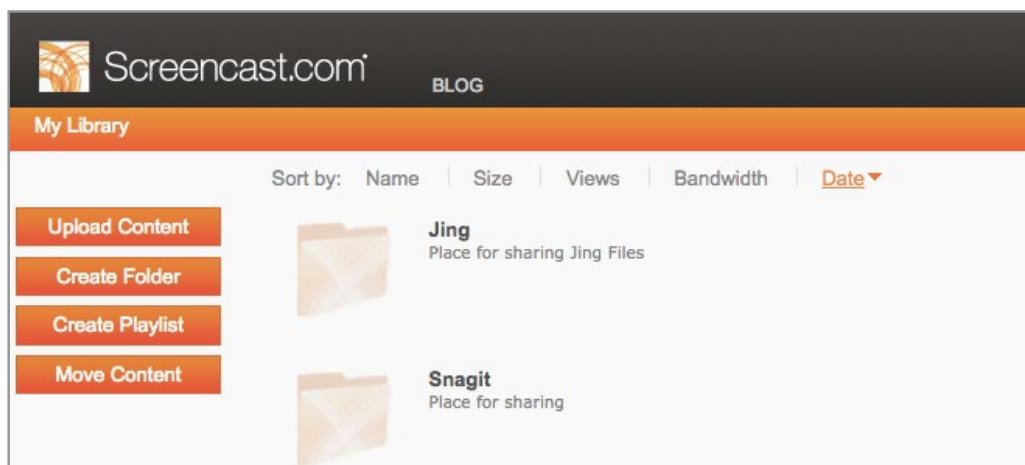 Screencast.com
BLOG
My Library
Sort by: Name Size Views Bandwidth Date
Upload Content
Create Folder
Create Playlist
Move Content
Jing
Place for sharing Jing Files
Snagit
Place for sharing